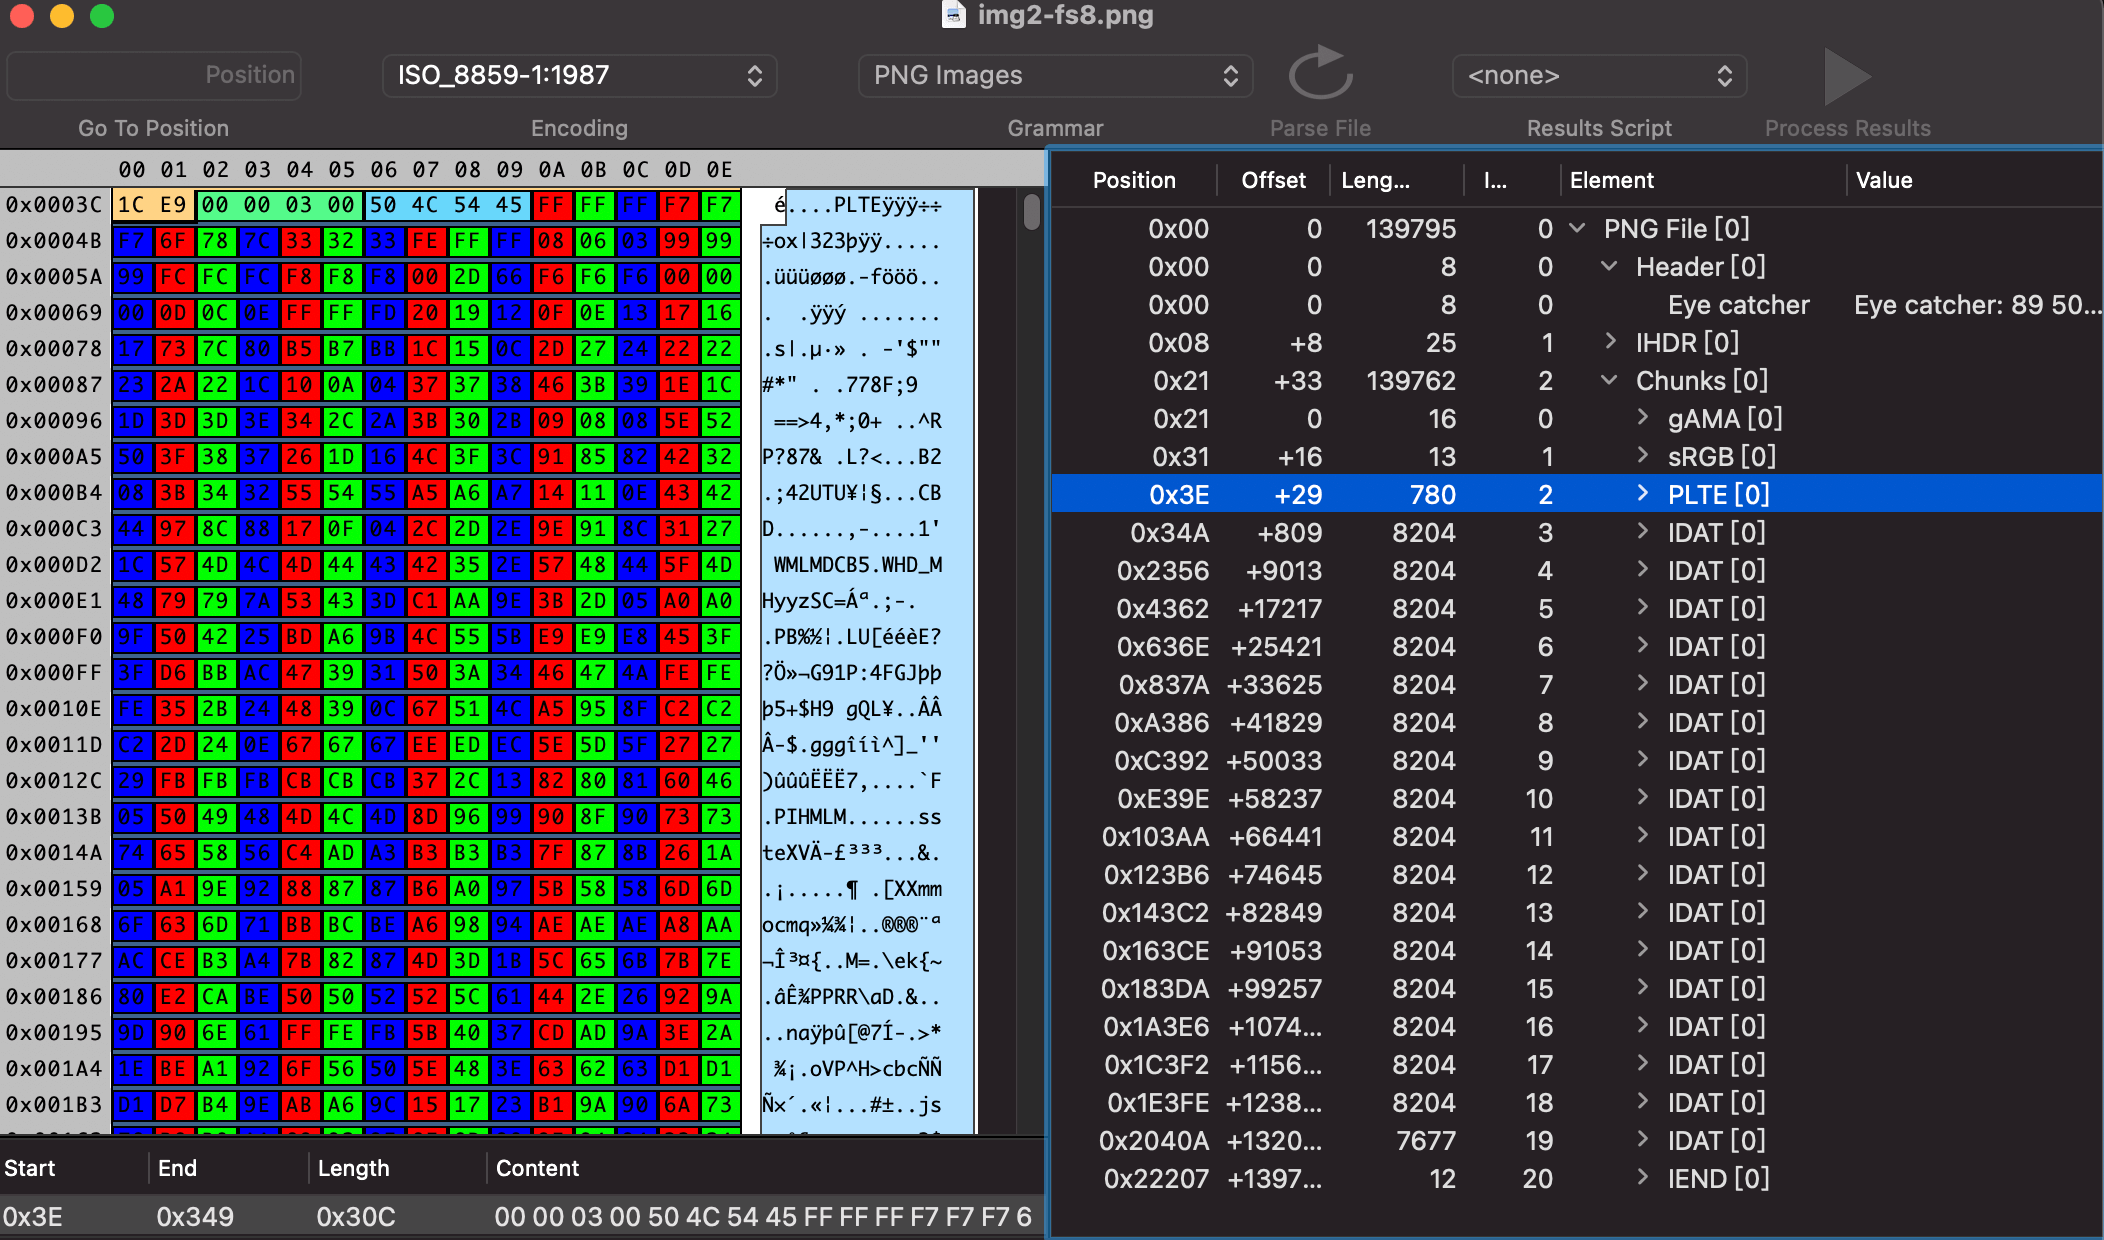 img2-fs8.png
Position ISO_8859-1:1987 PNG Images <none>
Go To Position Encoding Grammar Parse File Results Script Process Results
00 01 02 03 04 05 06 07 08 09 0A 0B 0C 0D 0E
0x0003C 1C E9 00 00 03 00 50 4C 54 45 FF FF FF F7 F7 é....PLTEÿÿÿ÷÷
0x0004B F7 6F 78 7C 33 32 33 FE FF FF 08 06 03 99 99 ÷ox|323þÿÿ.....
0x0005A 99 FC FC FC F8 F8 F8 00 2D 66 F6 F6 F6 00 00 .üüüøøø.-fööö..
0x00069 00 0D 0C 0E FF FF FD 20 19 12 0F 0E 13 17 16 . .ÿÿý .......
0x00078 17 73 7C 80 B5 B7 BB 1C 15 0C 2D 27 24 22 22 .s|.µ·» . -'$""
0x00087 23 2A 22 1C 10 0A 04 37 37 38 46 3B 39 1E 1C #*" . .778F;9
0x00096 1D 3D 3D 3E 34 2C 2A 3B 30 2B 09 08 08 5E 52 ==>4,*;0+ ..^R
0x000A5 50 3F 38 37 26 1D 16 4C 3F 3C 91 85 82 42 32 P?87& .L?<...B2
0x000B4 08 3B 34 32 55 54 55 A5 A6 A7 14 11 0E 43 42 .;42UTU¥¦§...CB
0x000C3 44 97 8C 88 17 0F 04 2C 2D 2E 9E 91 8C 31 27 D......,-....1'
0x000D2 1C 57 4D 4C 4D 44 43 42 35 2E 57 48 44 5F 4D WMLMDCB5.WHD_M
0x000E1 48 79 79 7A 53 43 3D C1 AA 9E 3B 2D 05 A0 A0 HyyzSC=Áª.;-.
0x000F0 9F 50 42 25 BD A6 9B 4C 55 5B E9 E9 E8 45 3F .PB%½¦.LU[ééèE?
0x000FF 3F D6 BB AC 47 39 31 50 3A 34 46 47 4A FE FE ?Ö»¬G91P:4FGJþþ
0x0010E FE 35 2B 24 48 39 0C 67 51 4C A5 95 8F C2 C2 þ5+$H9 gQL¥..ÂÂ
0x0011D C2 2D 24 0E 67 67 67 EE ED EC 5E 5D 5F 27 27 Â-$.gggîíì^]_''
0x0012C 29 FB FB FB CB CB CB 37 2C 13 82 80 81 60 46 )ûûûËËË7,....`F
0x0013B 05 50 49 48 4D 4C 4D 8D 96 99 90 8F 90 73 73 .PIHMLM......ss
0x0014A 74 65 58 56 C4 AD A3 B3 B3 B3 7F 87 8B 26 1A teXVÄ-£³³³...&.
0x00159 05 A1 9E 92 88 87 87 B6 A0 97 5B 58 58 6D 6D .¡.....¶ .[XXmm
0x00168 6F 63 6D 71 BB BC BE A6 98 94 AE AE AE A8 AA ocmq»¼¾¦..®®®¨ª
0x00177 AC CE B3 A4 7B 82 87 4D 3D 1B 5C 65 6B 7B 7E ¬Î³¤{..M=.\ek{~
0x00186 80 E2 CA BE 50 50 52 52 5C 61 44 2E 26 92 9A .âÊ¾PPRR\aD.&..
0x00195 9D 90 6E 61 FF FE FB 5B 40 37 CD AD 9A 3E 2A ..naÿþû[@7Í-.>*
0x001A4 1E BE A1 92 6F 56 50 5E 48 3E 63 62 63 D1 D1 ¾¡.oVP^H>cbcÑÑ
0x001B3 D1 D7 B4 9E AB A6 9C 15 17 23 B1 9A 90 6A 73 Ñ×´.«¦...#±..js
Start End Length Content
0x3E 0x349 0x30C 00 00 03 00 50 4C 54 45 FF FF FF F7 F7 F7 6
Position Offset Leng... I... Element Value
0x00 0 139795 0 PNG File [0]
0x00 0 8 0 Header [0]
0x00 0 8 0 Eye catcher Eye catcher: 89 50...
0x08 +8 25 1 IHDR [0]
0x21 +33 139762 2 Chunks [0]
0x21 0 16 0 gAMA [0]
0x31 +16 13 1 sRGB [0]
0x3E +29 780 2 PLTE [0]
0x34A +809 8204 3 IDAT [0]
0x2356 +9013 8204 4 IDAT [0]
0x4362 +17217 8204 5 IDAT [0]
0x636E +25421 8204 6 IDAT [0]
0x837A +33625 8204 7 IDAT [0]
0xA386 +41829 8204 8 IDAT [0]
0xC392 +50033 8204 9 IDAT [0]
0xE39E +58237 8204 10 IDAT [0]
0x103AA +66441 8204 11 IDAT [0]
0x123B6 +74645 8204 12 IDAT [0]
0x143C2 +82849 8204 13 IDAT [0]
0x163CE +91053 8204 14 IDAT [0]
0x183DA +99257 8204 15 IDAT [0]
0x1A3E6 +1074... 8204 16 IDAT [0]
0x1C3F2 +1156... 8204 17 IDAT [0]
0x1E3FE +1238... 8204 18 IDAT [0]
0x2040A +1320... 7677 19 IDAT [0]
0x22207 +1397... 12 20 IEND [0]